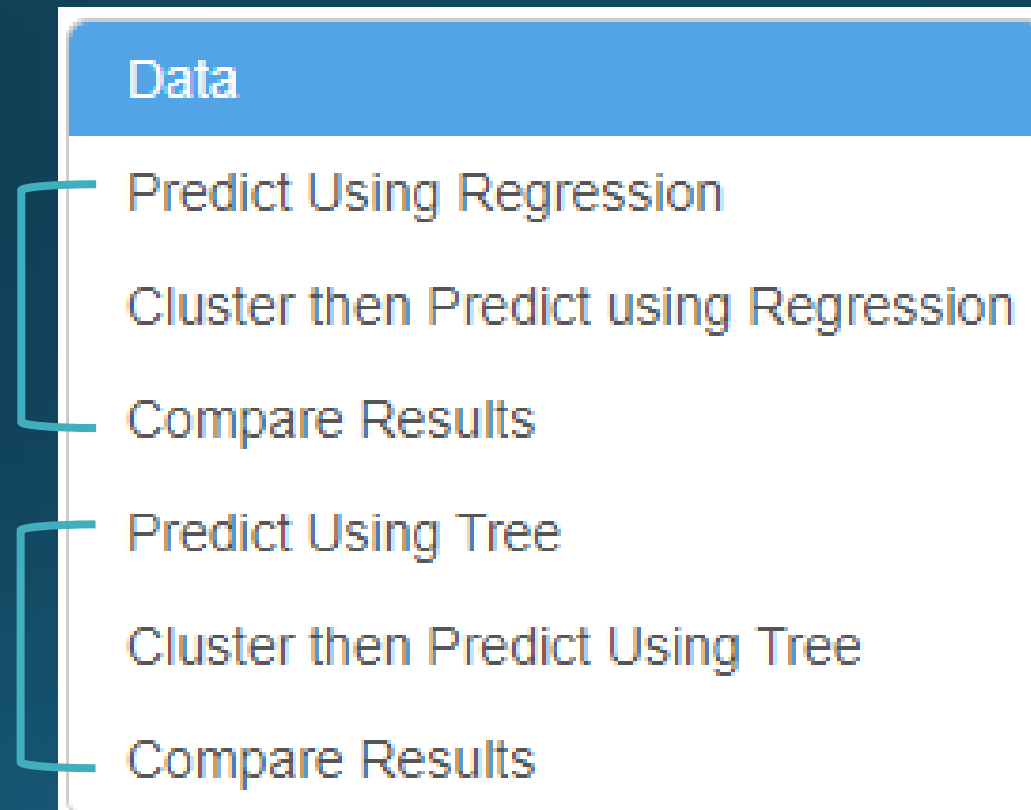 Data
Predict Using Regression
Cluster then Predict using Regression
Compare Results
Predict Using Tree
Cluster then Predict Using Tree
Compare Results